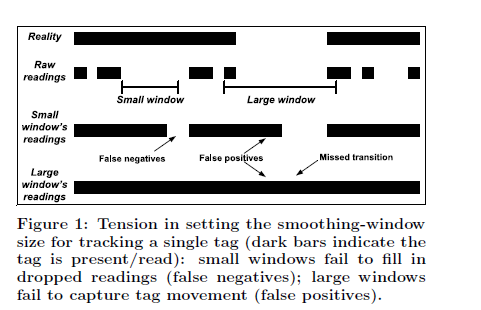 Reality
Raw
readings
Small window
Large window
Small
window's
readings
False negatives
False positives
Missed transition
Large
window's
readings
Figure 1: Tension in setting the smoothing-window
size for tracking a single tag (dark bars indicate the
tag is present/read): small windows fail to fill in
dropped readings (false negatives); large windows
fail to capture tag movement (false positives).